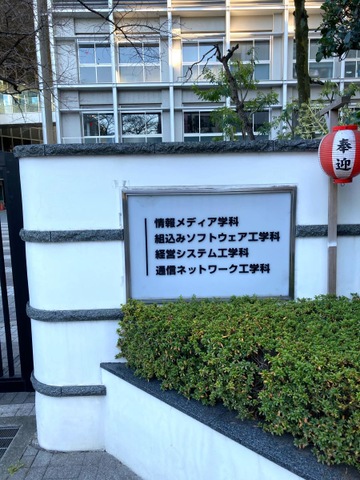 情報メディア学科
組込みソフトウェア工学科
経営システム工学科
通信ネットワーク工学科
奉迎